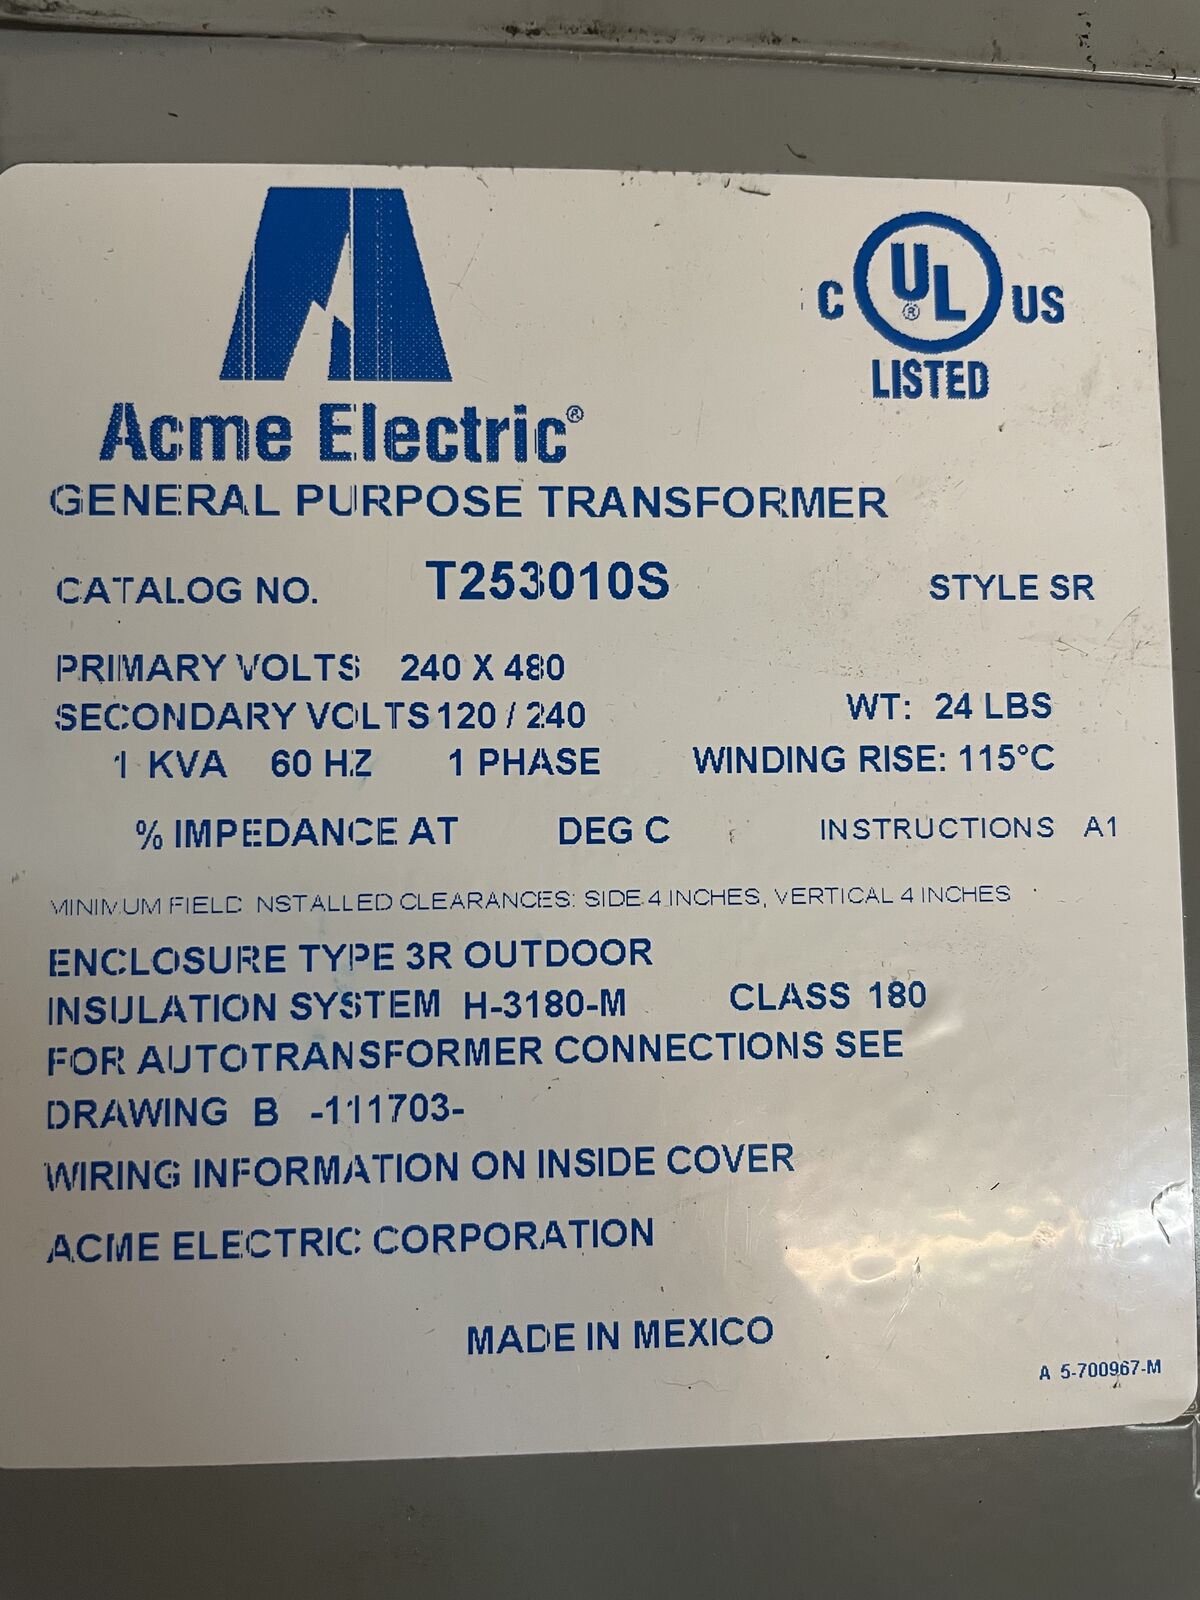 C UL® US
LISTED
Acme Electric®
GENERAL PURPOSE TRANSFORMER
CATALOG NO. T253010S STYLE SR
PRIMARY VOLTS 240 X 480
SECONDARY VOLTS 120 / 240 WT: 24 LBS
1 KVA 60 HZ 1 PHASE WINDING RISE: 115°C
% IMPEDANCE AT DEG C INSTRUCTIONS A1
MINIMUM FIELD INSTALLED CLEARANCES: SIDE 4 INCHES, VERTICAL 4 INCHES
ENCLOSURE TYPE 3R OUTDOOR
INSULATION SYSTEM H-3180-M CLASS 180
FOR AUTOTRANSFORMER CONNECTIONS SEE
DRAWING B -111703-
WIRING INFORMATION ON INSIDE COVER
ACME ELECTRIC CORPORATION
MADE IN MEXICO
A 5-700967-M